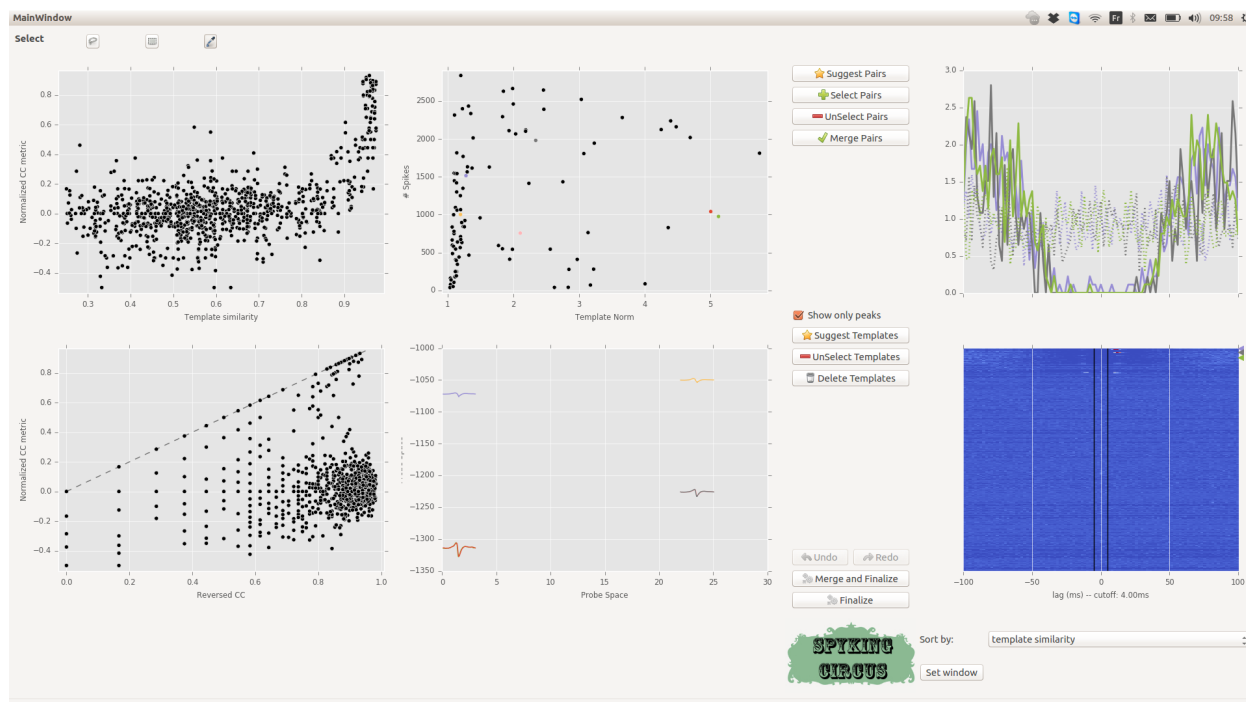 MainWindow
Fr
09:58
Select
Suggest Pairs
Select Pairs
UnSelect Pairs
Merge Pairs
Normalized CC metric
0.8
0.6
0.4
0.2
0.0
−0.2
−0.4
0.3 0.4 0.5 0.6 0.7 0.8 0.9
Template similarity
# Spikes
2500
2000
1500
1000
500
0
1 2 3 4 5
Template Norm
3.0
2.5
2.0
1.5
1.0
0.5
0.0
Show only peaks
Suggest Templates
UnSelect Templates
Delete Templates
Normalized CC metric
0.8
0.6
0.4
0.2
0.0
−0.2
−0.4
0.0 0.2 0.4 0.6 0.8 1.0
Reversed CC
−1000
−1050
−1100
−1150
−1200
−1250
−1300
−1350
0 5 10 15 20 25 30
Probe Space
Undo Redo
Merge and Finalize
Finalize
−100 −50 0 50 100
lag (ms) -- cutoff: 4.00ms
SPYKING
CIRCUS
Sort by: template similarity
Set window